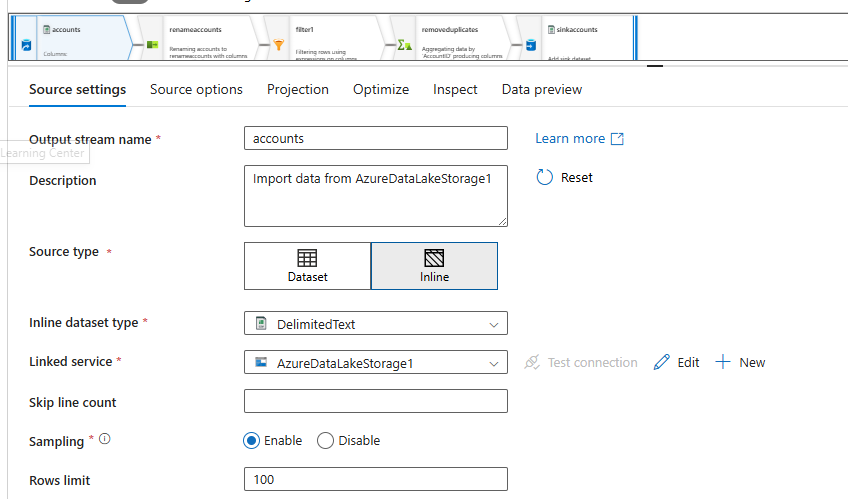 accounts
Columns:
renameaccounts
Renaming accounts to
renameaccounts with columns
filter1
Filtering rows using
expressions on columns
removeduplicates
Aggregating data by
'AccountID' producing columns
sinkaccounts
Add sink dataset
Source settings
Source options
Projection
Optimize
Inspect
Data preview
Output stream name *
accounts
Learn more
Learning Center
Description
Import data from AzureDataLakeStorage1
Reset
Source type *
Dataset
Inline
Inline dataset type *
DelimitedText
Linked service *
AzureDataLakeStorage1
Test connection
Edit
New
Skip line count
Sampling *
Enable
Disable
Rows limit
100